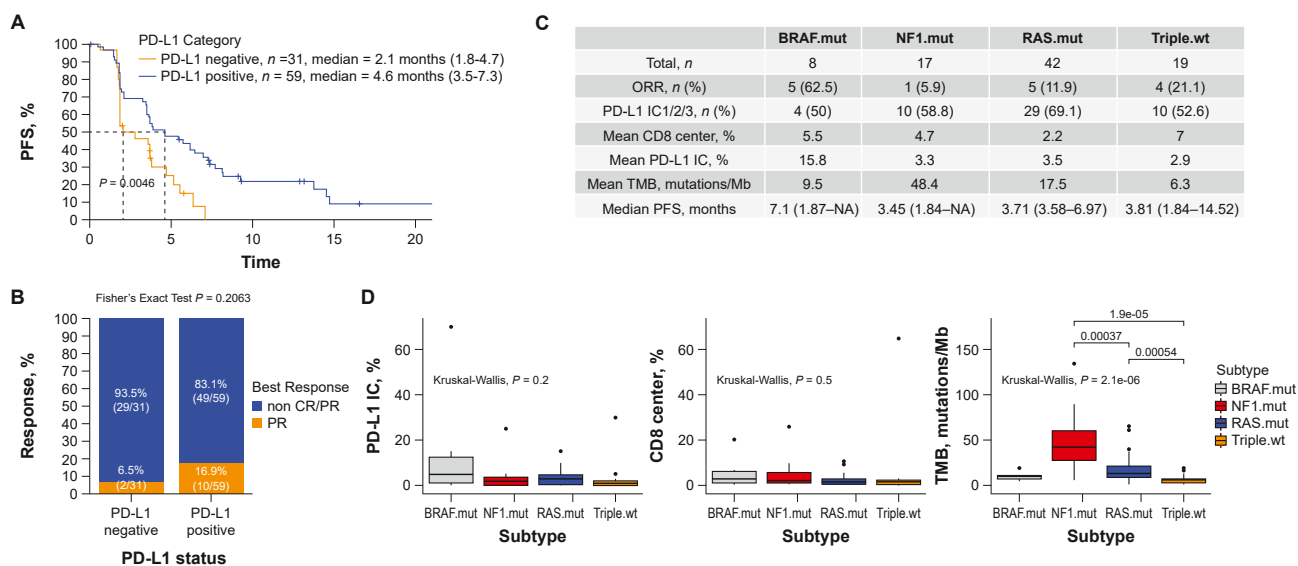 A
PD-L1 Category
PD-L1 negative, n =31, median = 2.1 months (1.8-4.7)
PD-L1 positive, n = 59, median = 4.6 months (3.5-7.3)
100
90
80
70
60
50
40
30
20
10
0
PFS, %
P = 0.0046
0 5 10 15 20
Time
C
BRAF.mut NF1.mut RAS.mut Triple.wt
Total, n 8 17 42 19
ORR, n (%) 5 (62.5) 1 (5.9) 5 (11.9) 4 (21.1)
PD-L1 IC1/2/3, n (%) 4 (50) 10 (58.8) 29 (69.1) 10 (52.6)
Mean CD8 center, % 5.5 4.7 2.2 7
Mean PD-L1 IC, % 15.8 3.3 3.5 2.9
Mean TMB, mutations/Mb 9.5 48.4 17.5 6.3
Median PFS, months 7.1 (1.87–NA) 3.45 (1.84–NA) 3.71 (3.58–6.97) 3.81 (1.84–14.52)
B
Fisher's Exact Test P = 0.2063
100
90
80
70
60
50
40
30
20
10
0
Response, %
93.5%
(29/31)
6.5%
(2/31)
83.1%
(49/59)
16.9%
(10/59)
Best Response
non CR/PR
PR
PD-L1
negative
PD-L1
positive
PD-L1 status
D
PD-L1 IC, %
60
40
20
0
Kruskal-Wallis, P = 0.2
BRAF.mut NF1.mut RAS.mut Triple.wt
Subtype
CD8 center, %
60
40
20
0
Kruskal-Wallis, P = 0.5
BRAF.mut NF1.mut RAS.mut Triple.wt
Subtype
TMB, mutations/Mb
150
100
50
0
1.9e-05
0.00037
0.00054
Kruskal-Wallis, P = 2.1e-06
BRAF.mut NF1.mut RAS.mut Triple.wt
Subtype
Subtype
BRAF.mut
NF1.mut
RAS.mut
Triple.wt